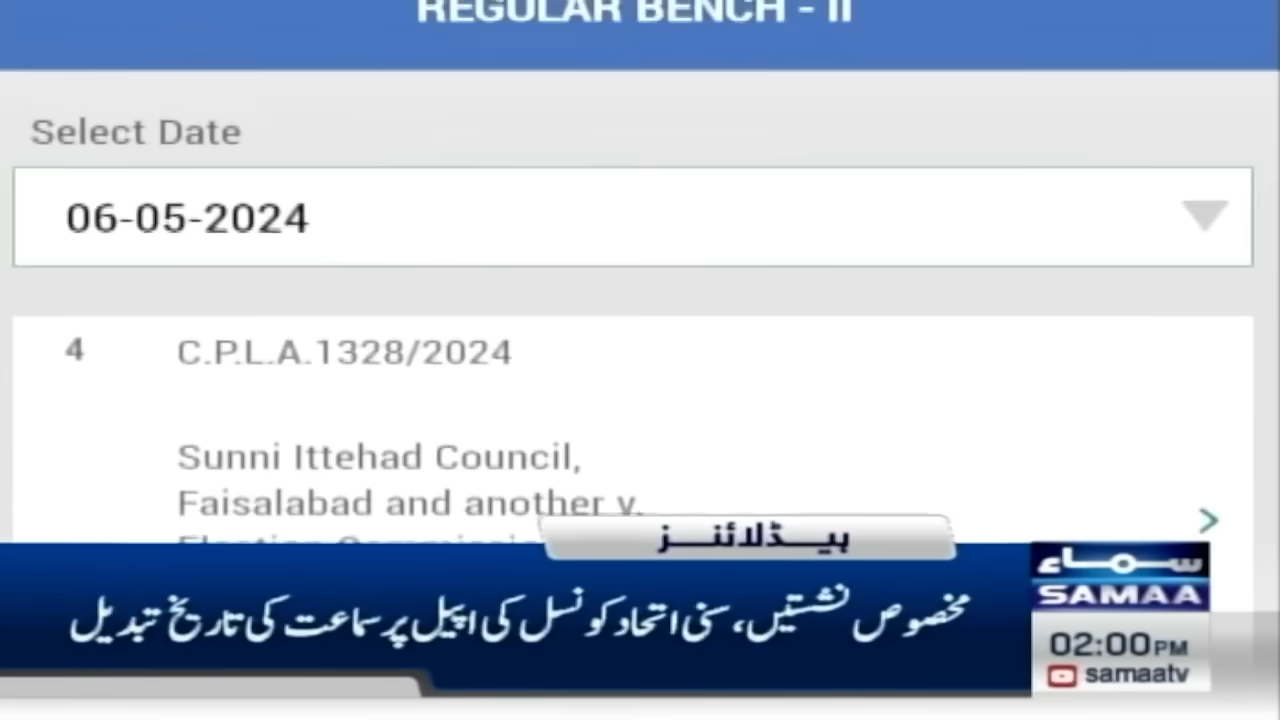 REGULAR BENCH - II
Select Date
06-05-2024
4 C.P.L.A.1328/2024
Sunni Ittehad Council,
Faisalabad and another v.
ہیڈلائنز
مخصوص نشستیں، سنی اتحاد کونسل کی اپیل پر سماعت کی تاریخ تبدیل
سماء
SAMAA
02:00PM
samaatv